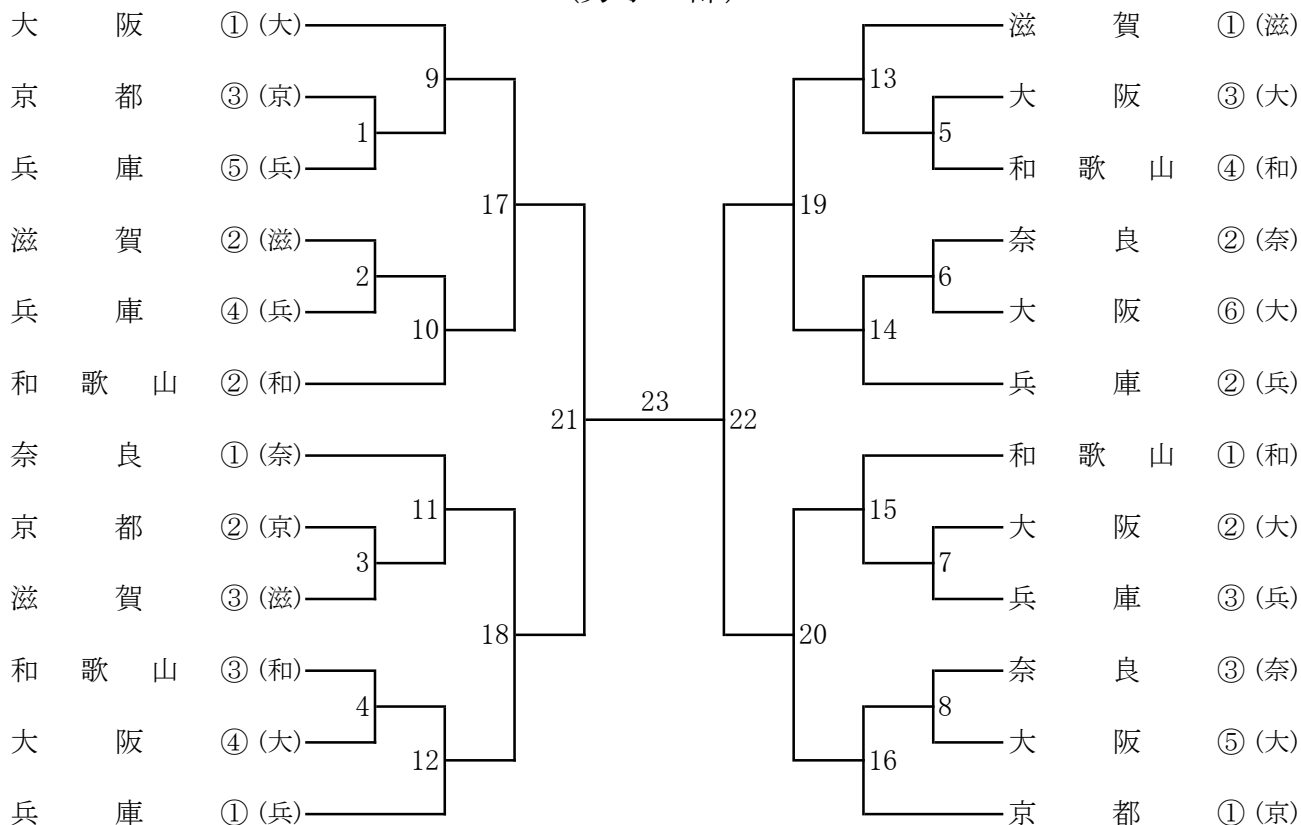 大 阪 ① (大) 滋 賀 ① (滋)
9 13
京 都 ③ (京) 大 阪 ③ (大)
1 5
兵 庫 ⑤ (兵) 和 歌 山 ④ (和)
17 19
滋 賀 ② (滋) 奈 良 ② (奈)
2 6
兵 庫 ④ (兵) 大 阪 ⑥ (大)
10 14
和 歌 山 ② (和) 兵 庫 ② (兵)
23
21 22
奈 良 ① (奈) 和 歌 山 ① (和)
11 15
京 都 ② (京) 大 阪 ② (大)
3 7
滋 賀 ③ (滋) 兵 庫 ③ (兵)
18 20
和 歌 山 ③ (和) 奈 良 ③ (奈)
4 8
大 阪 ④ (大) 大 阪 ⑤ (大)
12 16
兵 庫 ① (兵) 京 都 ① (京)